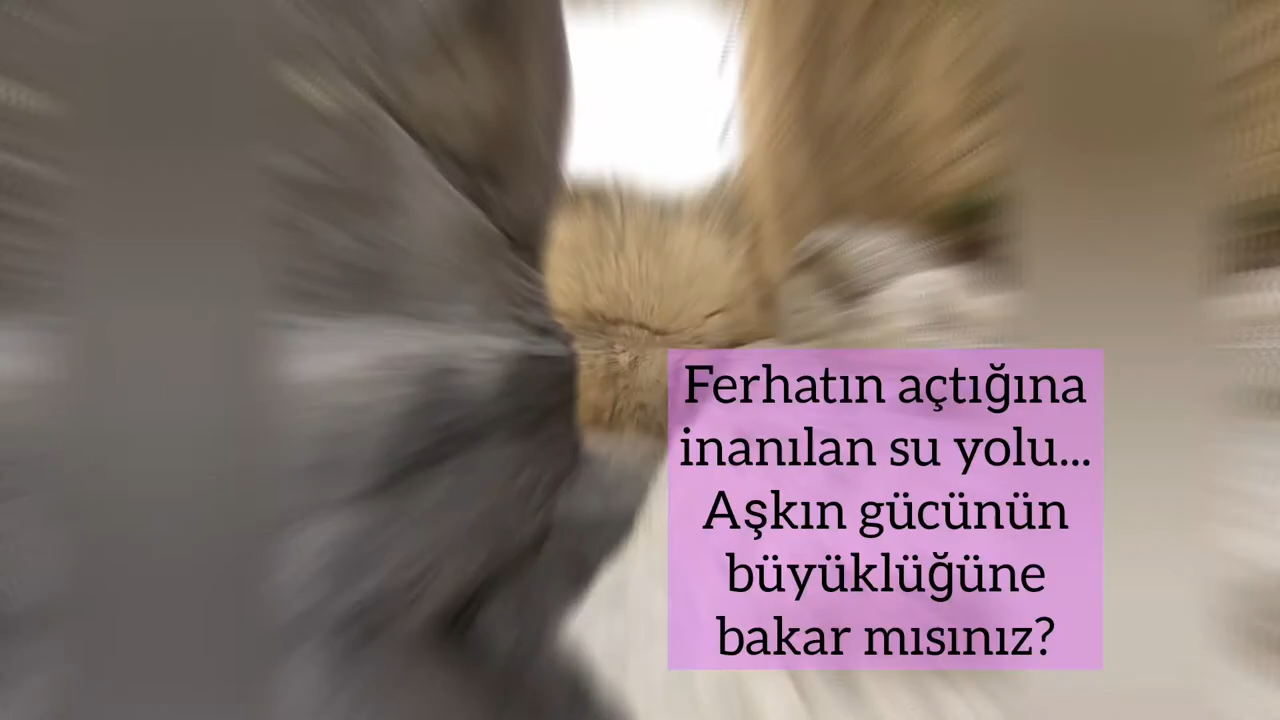 Ferhatın açtığına
inanılan su yolu...
Aşkın gücünün
büyüklüğüne
bakar mısınız?